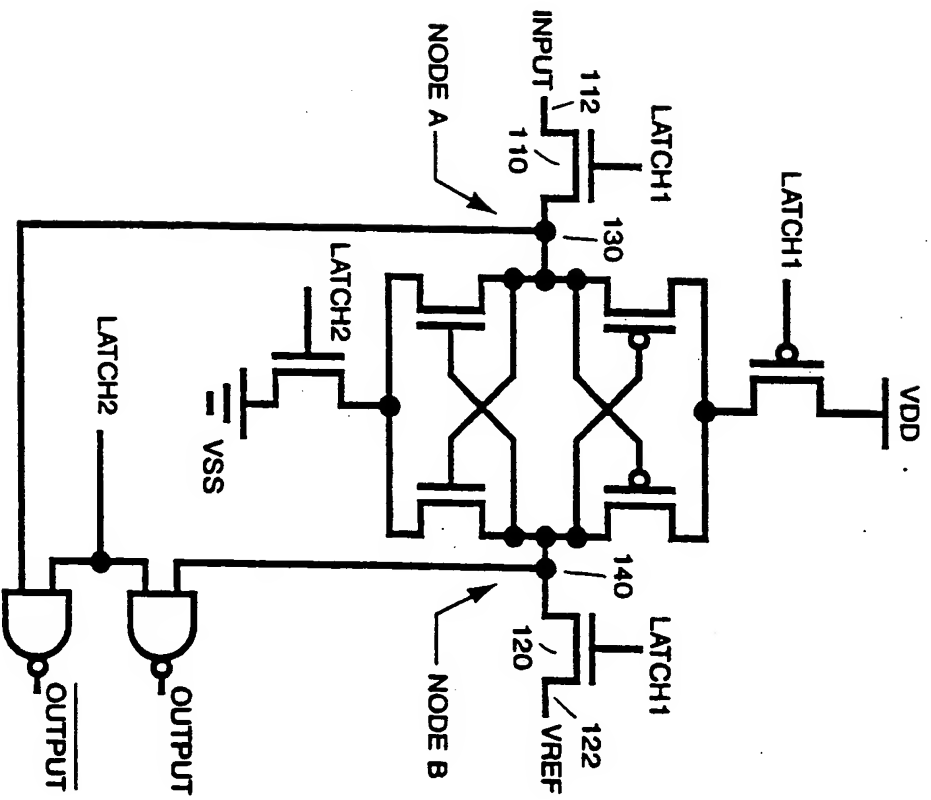 VDD
LATCH1
LATCH1
LATCH1
130
140
112
122
INPUT
110
120
VREF
NODE A
NODE B
LATCH2
VSS
OUTPUT
LATCH2
OUTPUT